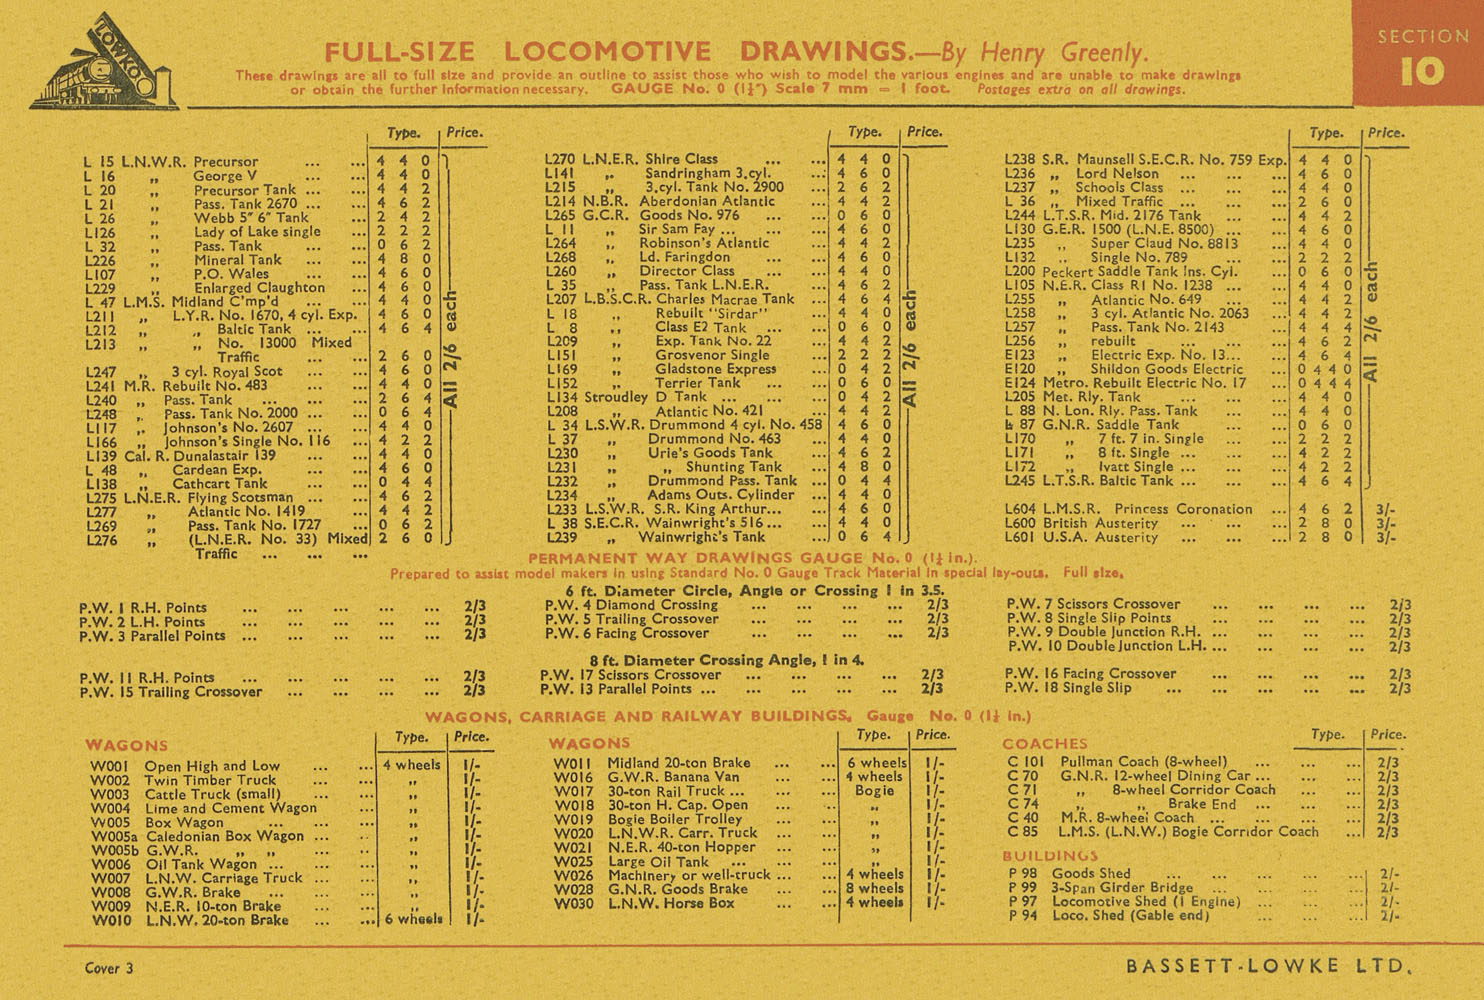 LOWKO
FULL-SIZE LOCOMOTIVE DRAWINGS.—By Henry Greenly.
These drawings are all to full size and provide an outline to assist those who wish to model the various engines and are unable to make drawings
or obtain the further information necessary. GAUGE No. 0 (1¼") Scale 7 mm = 1 foot. Postages extra on all drawings.
SECTION
10
Type. Price.
L 15 L.N.W.R. Precursor ... ... 4 4 0
L 16 ,, George V ... ... 4 4 0
L 20 ,, Precursor Tank ... ... 4 4 2
L 21 ,, Pass. Tank 2670 ... ... 4 6 2
L 26 ,, Webb 5" 6" Tank ... 2 4 2
L126 ,, Lady of Lake single ... 2 2 2
L 32 ,, Pass. Tank ... ... 0 6 2
L226 ,, Mineral Tank ... ... 4 8 0
L107 ,, P.O. Wales ... ... 4 6 0
L229 ,, Enlarged Claughton ... 4 6 0
L 47 L.M.S. Midland C'mp'd ... ... 4 4 0
L211 ,, L.Y.R. No. 1670, 4 cyl. Exp. 4 6 0
L212 ,, ,, Baltic Tank ... ... 4 6 4
L213 ,, ,, No. 13000 Mixed
Traffic ... ... 2 6 0
L247 ,, 3 cyl. Royal Scot ... ... 4 6 0
L241 M.R. Rebuilt No. 483 ... ... 4 4 0
L240 ,, Pass. Tank ... ... ... 2 6 4
L248 ,, Pass. Tank No. 2000 ... ... 0 6 4
L117 ,, Johnson's No. 2607 ... ... 4 4 0
L166 ,, Johnson's Single No. 116 ... 4 2 2
L139 Cal. R. Dunalastair 139 ... ... 4 4 0
L 48 ,, Cardean Exp. ... ... 4 6 0
L138 ,, Cathcart Tank ... ... 0 4 4
L275 L.N.E.R. Flying Scotsman ... ... 4 6 2
L277 ,, Atlantic No. 1419 ... ... 4 4 2
L269 ,, Pass. Tank No. 1727 ... 0 6 2
L276 ,, (L.N.E.R. No. 33) Mixed 2 6 0
Traffic ... ... ...
All 2/6 each
Type. Price.
L270 L.N.E.R. Shire Class ... ... 4 4 0
L141 ,, Sandringham 3.cyl. ... 4 6 0
L215 ,, 3.cyl. Tank No. 2900 ... 2 6 2
L214 N.B.R. Aberdonian Atlantic ... 4 4 2
L265 G.C.R. Goods No. 976 ... ... 0 6 0
L 11 ,, Sir Sam Fay ... ... ... 4 6 0
L264 ,, Robinson's Atlantic ... 4 4 2
L268 ,, Ld. Faringdon ... ... 4 6 0
L260 ,, Director Class ... ... 4 4 0
L 35 ,, Pass. Tank L.N.E.R. ... 4 6 2
L207 L.B.S.C.R. Charles Macrae Tank ... 4 6 4
L 18 ,, Rebuilt "Sirdar" ... 4 4 0
L 8 ,, Class E2 Tank ... ... 0 6 0
L209 ,, Exp. Tank No. 22 ... 4 4 2
L151 ,, Grosvenor Single ... 2 2 2
L169 ,, Gladstone Express ... 0 4 2
L152 ,, Terrier Tank ... ... 0 6 0
L134 Stroudley D Tank ... ... ... 0 4 2
L208 ,, Atlantic No. 421 ... 4 4 2
L 34 L.S.W.R. Drummond 4 cyl. No. 458 4 6 0
L 37 ,, Drummond No. 463 ... 4 4 0
L230 ,, Urie's Goods Tank ... 4 6 2
L231 ,, ,, Shunting Tank ... 4 8 0
L232 ,, Drummond Pass. Tank ... 0 4 4
L234 ,, Adams Outs. Cylinder ... 4 4 0
L233 L.S.W.R. S.R. King Arthur... ... 4 6 0
L 38 S.E.C.R. Wainwright's 516... ... 4 4 0
L239 ,, Wainwright's Tank ... 0 6 4
All 2/6 each
Type. Price.
L238 S.R. Maunsell S.E.C.R. No. 759 Exp. 4 4 0
L236 ,, Lord Nelson ... ... ... 4 6 0
L237 ,, Schools Class ... ... ... 4 4 0
L 36 ,, Mixed Traffic ... ... ... 2 6 0
L244 L.T.S.R. Mid. 2176 Tank ... ... 4 4 2
L130 G.E.R. 1500 (L.N.E. 8500) ... ... 4 6 0
L235 ,, Super Claud No. 8813 ... 4 4 0
L132 ,, Single No. 789 ... ... 2 2 2
L200 Peckert Saddle Tank Ins. Cyl. ... 0 6 0
L105 N.E.R. Class R1 No. 1238 ... ... 4 4 0
L255 ,, Atlantic No. 649 ... ... 4 4 2
L258 ,, 3 cyl. Atlantic No. 2063 ... 4 4 2
L257 ,, Pass. Tank No. 2143 ... 4 4 4
L256 ,, rebuilt ... ... 4 6 2
E123 ,, Electric Exp. No. 13... ... 4 6 4
E120 ,, Shildon Goods Electric ... 0 4 4 0
E124 Metro. Rebuilt Electric No. 17 ... 0 4 4 4
L205 Met. Rly. Tank ... ... ... 4 4 0
L 88 N. Lon. Rly. Pass. Tank ... ... 4 4 0
L 87 G.N.R. Saddle Tank ... ... 0 6 0
L170 ,, 7 ft. 7 in. Single ... ... 2 2 2
L171 ,, 8 ft. Single ... ... ... 4 2 2
L172 ,, Ivatt Single ... ... ... 4 2 2
L245 L.T.S.R. Baltic Tank ... ... ... 4 6 4
All 2/6 each
L604 L.M.S.R. Princess Coronation ... 4 6 2 3/-
L600 British Austerity ... ... ... 2 8 0 3/-
L601 U.S.A. Austerity ... ... ... 2 8 0 3/-
PERMANENT WAY DRAWINGS GAUGE No. 0 (1¼ in.).
Prepared to assist model makers in using Standard No. 0 Gauge Track Material in special lay-outs. Full size.
6 ft. Diameter Circle, Angle or Crossing 1 in 3.5.
P.W. 1 R.H. Points ... ... ... ... ... 2/3
P.W. 2 L.H. Points ... ... ... ... ... 2/3
P.W. 3 Parallel Points ... ... ... ... ... 2/3
P.W. 4 Diamond Crossing ... ... ... ... 2/3
P.W. 5 Trailing Crossover ... ... ... ... 2/3
P.W. 6 Facing Crossover ... ... ... ... 2/3
P.W. 7 Scissors Crossover ... ... ... ... 2/3
P.W. 8 Single Slip Points ... ... ... ... 2/3
P.W. 9 Double Junction R.H. ... ... ... ... 2/3
P.W. 10 Double Junction L.H. ... ... ... ... 2/3
8 ft. Diameter Crossing Angle, 1 in 4.
P.W. 11 R.H. Points ... ... ... ... ... 2/3
P.W. 15 Trailing Crossover ... ... ... ... 2/3
P.W. 17 Scissors Crossover ... ... ... ... 2/3
P.W. 13 Parallel Points ... ... ... ... ... 2/3
P.W. 16 Facing Crossover ... ... ... ... 2/3
P.W. 18 Single Slip ... ... ... ... ... 2/3
WAGONS, CARRIAGE AND RAILWAY BUILDINGS. Gauge No. 0 (1¼ in.)
WAGONS Type. Price.
W001 Open High and Low ... 4 wheels 1/-
W002 Twin Timber Truck ... ,, 1/-
W003 Cattle Truck (small) ... ,, 1/-
W004 Lime and Cement Wagon ... ,, 1/-
W005 Box Wagon ... ... ... ,, 1/-
W005a Caledonian Box Wagon ... .. ,, 1/-
W005b G.W.R. ,, ,, ... .. ,, 1/-
W006 Oil Tank Wagon ... ... ... ,, 1/-
W007 L.N.W. Carriage Truck ... ... ,, 1/-
W008 G.W.R. Brake ... ... ... ,, 1/-
W009 N.E.R. 10-ton Brake ... ... ,, 1/-
W010 L.N.W. 20-ton Brake ... ... 6 wheels 1/-
WAGONS Type. Price.
W011 Midland 20-ton Brake ... ... 6 wheels 1/-
W016 G.W.R. Banana Van ... ... 4 wheels 1/-
W017 30-ton Rail Truck ... ... ... Bogie 1/-
W018 30-ton H. Cap. Open ... ... ,, 1/-
W019 Bogie Boiler Trolley ... ... ,, 1/-
W020 L.N.W.R. Carr. Truck ... ... ,, 1/-
W021 N.E.R. 40-ton Hopper ... ... ,, 1/-
W025 Large Oil Tank ... ... ... ,, 1/-
W026 Machinery or well-truck ... ... 4 wheels 1/-
W028 G.N.R. Goods Brake ... ... 8 wheels 1/-
W030 L.N.W. Horse Box ... ... 4 wheels 1/-
COACHES Type. Price.
C 101 Pullman Coach (8-wheel) ... ... ... 2/3
C 70 G.N.R. 12-wheel Dining Car ... ... ... 2/3
C 71 ,, 8-wheel Corridor Coach ... ... 2/3
C 74 ,, ,, Brake End ... ... ... 2/3
C 40 M.R. 8-wheel Coach ... ... ... ... 2/3
C 85 L.M.S. (L.N.W.) Bogie Corridor Coach ... 2/3
BUILDINGS
P 98 Goods Shed ... ... ... ... ... 2/-
P 99 3-Span Girder Bridge ... ... ... ... 2/-
P 97 Locomotive Shed (1 Engine) ... ... ... 2/-
P 94 Loco. Shed (Gable end) ... ... ... 2/-
Cover 3
BASSETT-LOWKE LTD.